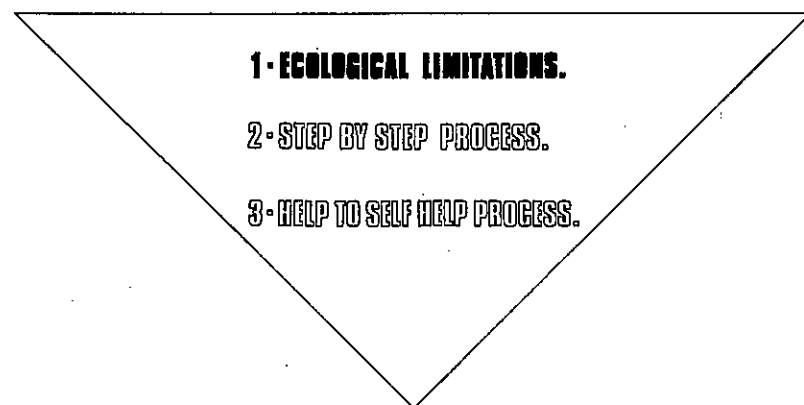 1 - ECOLOGICAL LIMITATIONS.
2 - STEP BY STEP PROCESS.
3 - HELP TO SELF HELP PROCESS.